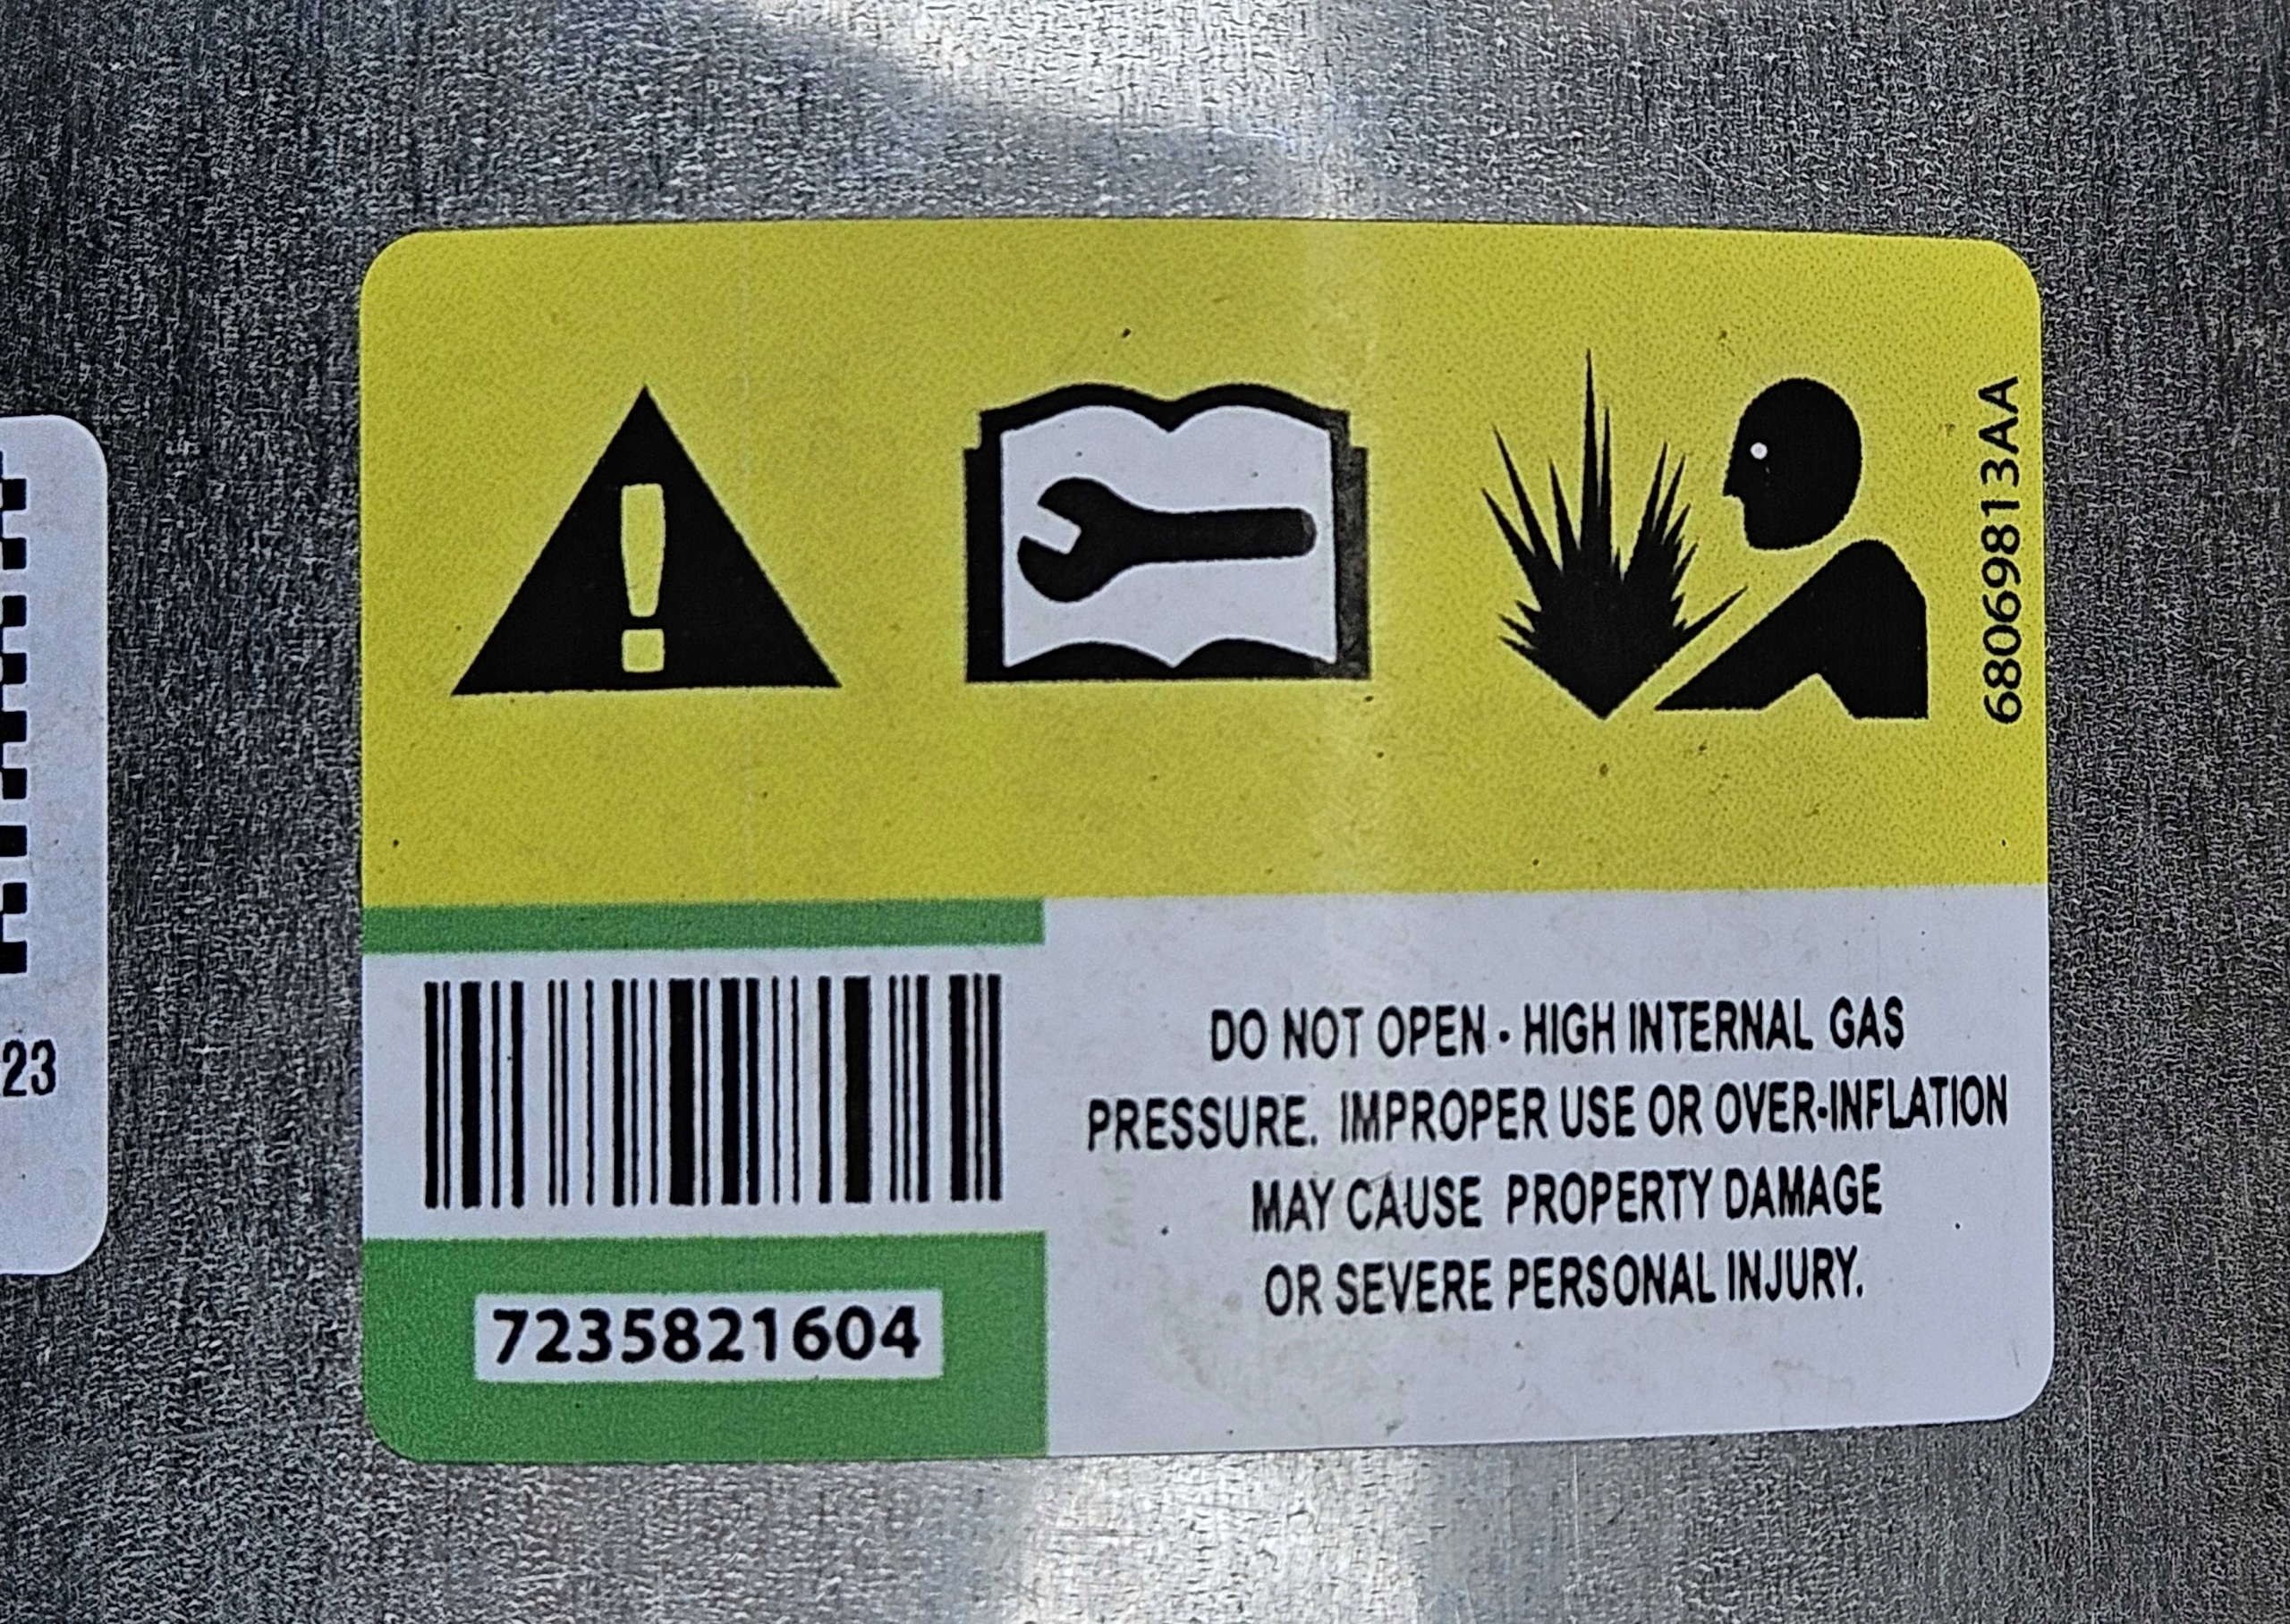 68069813AA
23
DO NOT OPEN - HIGH INTERNAL GAS
PRESSURE. IMPROPER USE OR OVER-INFLATION
MAY CAUSE PROPERTY DAMAGE
OR SEVERE PERSONAL INJURY.
7235821604